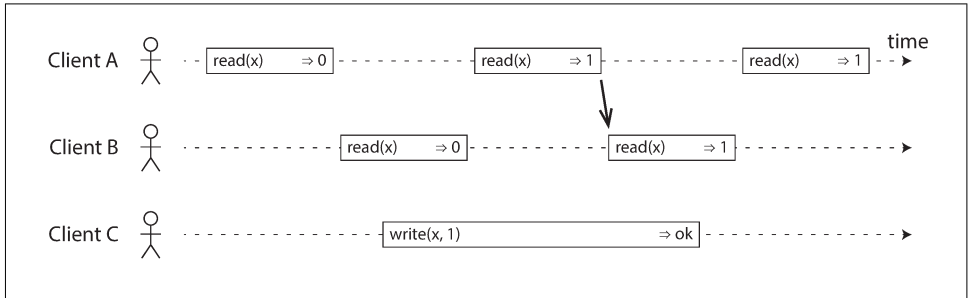 time
Client A read(x) ⇒ 0 read(x) ⇒ 1 read(x) ⇒ 1
Client B read(x) ⇒ 0 read(x) ⇒ 1
Client C write(x, 1) ⇒ ok